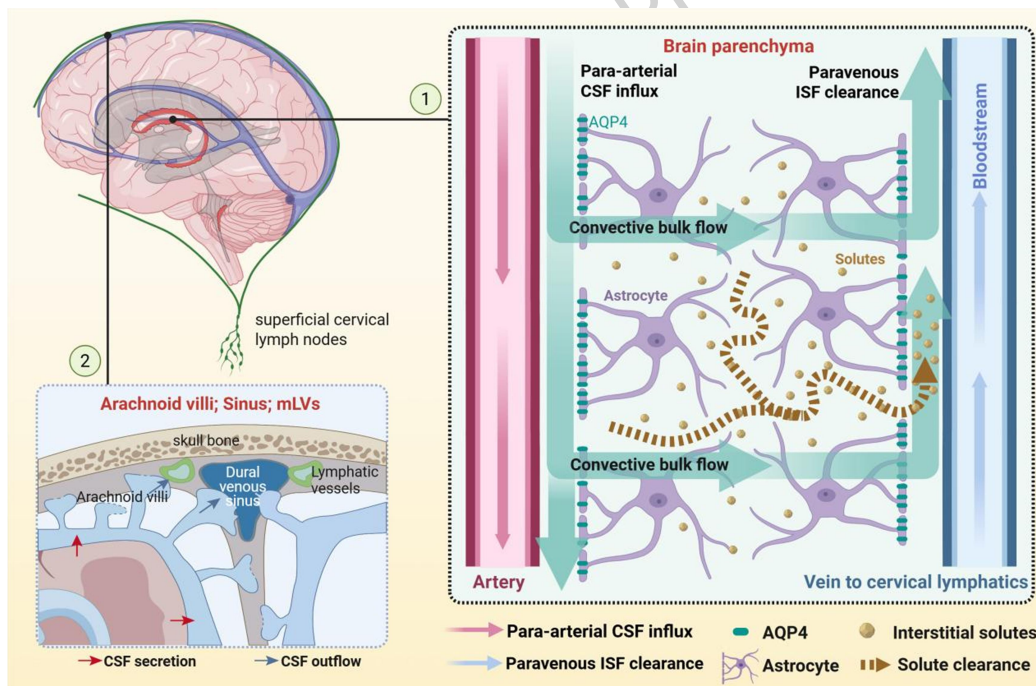 1
2
superficial cervical
lymph nodes
Arachnoid villi; Sinus; mLVs
skull bone
Arachnoid villi
Dural
venous
sinus
Lymphatic
vessels
CSF secretion
CSF outflow
Brain parenchyma
Para-arterial
CSF influx
Paravenous
ISF clearance
AQP4
Convective bulk flow
Solutes
Astrocyte
Bloodstream
Convective bulk flow
Artery
Vein to cervical lymphatics
Para-arterial CSF influx
AQP4
Interstitial solutes
Paravenous ISF clearance
Astrocyte
Solute clearance